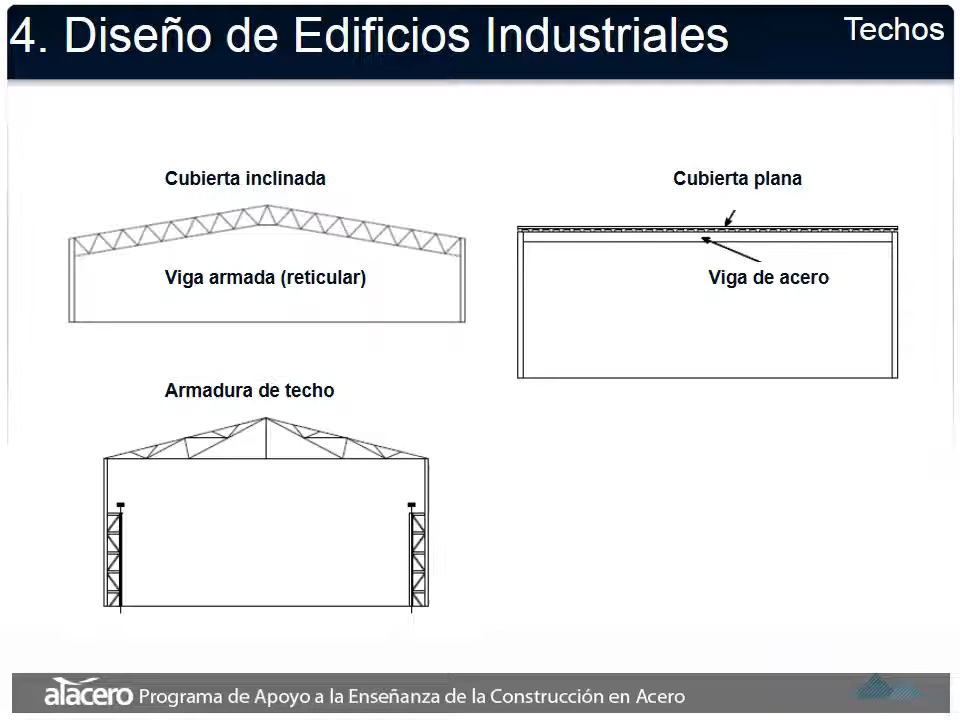 4. Diseño de Edificios Industriales
Techos
Cubierta inclinada
Cubierta plana
Viga armada (reticular)
Viga de acero
Armadura de techo
alacero Programa de Apoyo a la Enseñanza de la Construcción en Acero